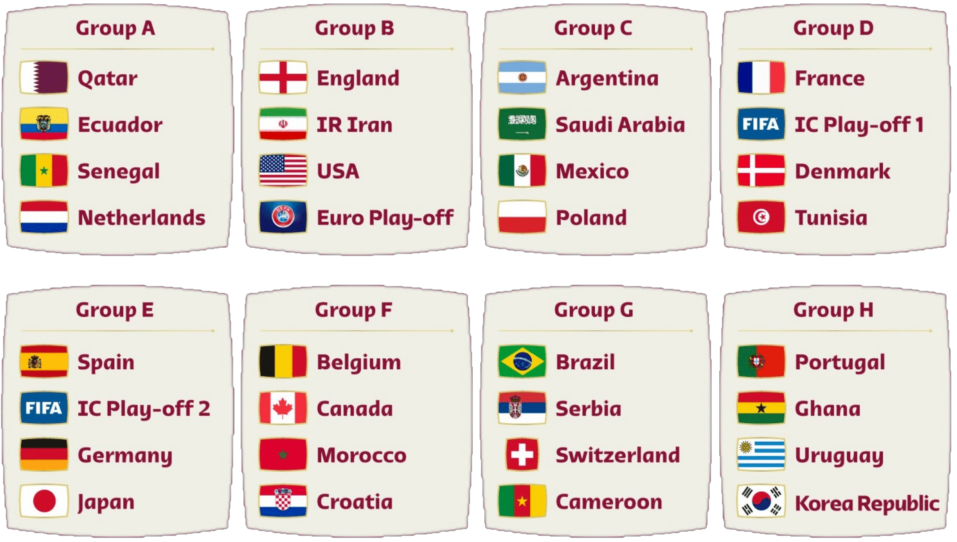 Group A
Qatar
Ecuador
Senegal
Netherlands
Group B
England
IR Iran
USA
Euro Play-off
Group C
Argentina
Saudi Arabia
Mexico
Poland
Group D
France
FIFA IC Play-off 1
Denmark
Tunisia
Group E
Spain
FIFA IC Play-off 2
Germany
Japan
Group F
Belgium
Canada
Morocco
Croatia
Group G
Brazil
Serbia
Switzerland
Cameroon
Group H
Portugal
Ghana
Uruguay
Korea Republic